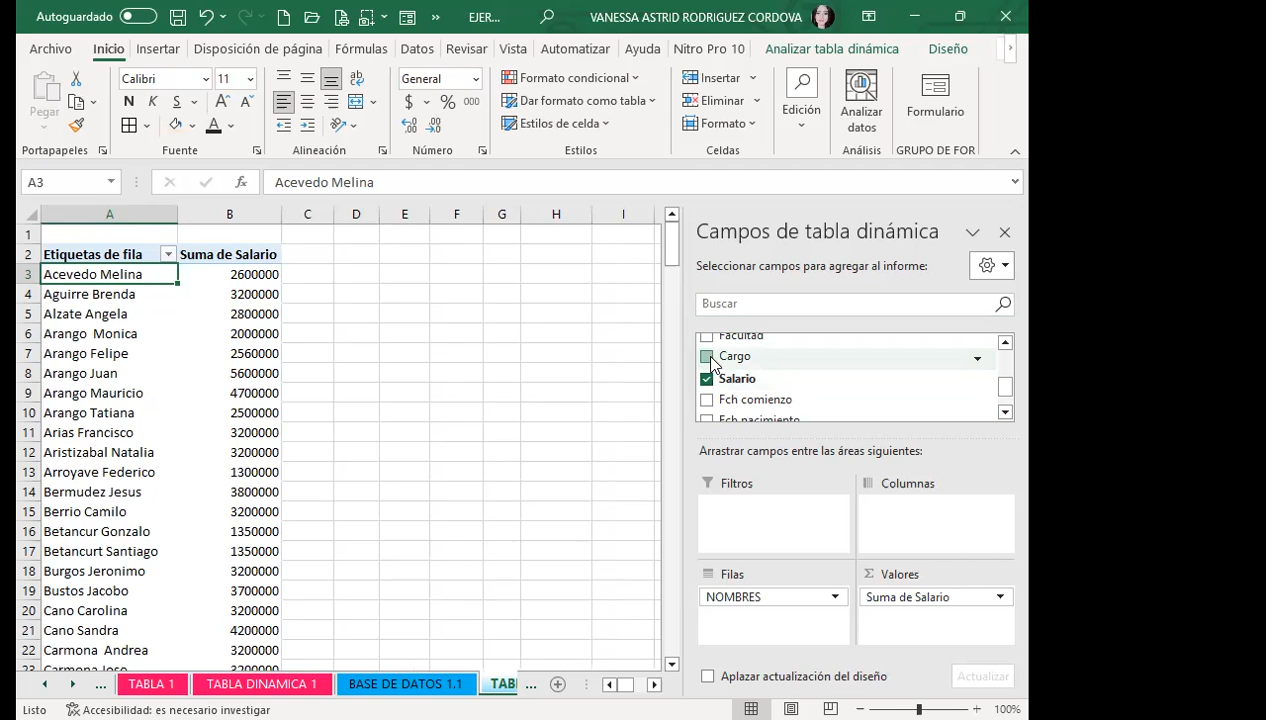 Autoguardado
EJER...
VANESSA ASTRID RODRIGUEZ CORDOVA
Archivo Inicio Insertar Disposición de página Fórmulas Datos Revisar Vista Automatizar Ayuda Nitro Pro 10 Analizar tabla dinámica Diseño
Pegar
Portapapeles
Calibri 11
N K S
Fuente
Alineación
General
$ % 000
Número
Formato condicional
Dar formato como tabla
Estilos de celda
Estilos
Insertar
Eliminar
Formato
Celdas
Edición
Analizar datos
Análisis
Formulario
GRUPO DE FOR
A3 fx Acevedo Melina
A B C D E F G H I
1
2 Etiquetas de fila Suma de Salario
3 Acevedo Melina 2600000
4 Aguirre Brenda 3200000
5 Alzate Angela 2800000
6 Arango Monica 2000000
7 Arango Felipe 2560000
8 Arango Juan 5600000
9 Arango Mauricio 4700000
10 Arango Tatiana 2500000
11 Arias Francisco 3200000
12 Aristizabal Natalia 3200000
13 Arroyave Federico 1300000
14 Bermudez Jesus 3800000
15 Berrio Camilo 3200000
16 Betancur Gonzalo 1350000
17 Betancurt Santiago 1350000
18 Burgos Jeronimo 3200000
19 Bustos Jacobo 3700000
20 Cano Carolina 3200000
21 Cano Sandra 4200000
22 Carmona Andrea 3200000
23 Carmona Jose 3200000
Campos de tabla dinámica
Seleccionar campos para agregar al informe:
Buscar
Facultad
Cargo
Salario
Fch comienzo
Fch nacimiento
Arrastrar campos entre las áreas siguientes:
Filtros
Columnas
Filas
NOMBRES
Σ Valores
Suma de Salario
Aplazar actualización del diseño
Actualizar
... TABLA 1 TABLA DINAMICA 1 BASE DE DATOS 1.1 TABL ...
Listo Accesibilidad: es necesario investigar 100%